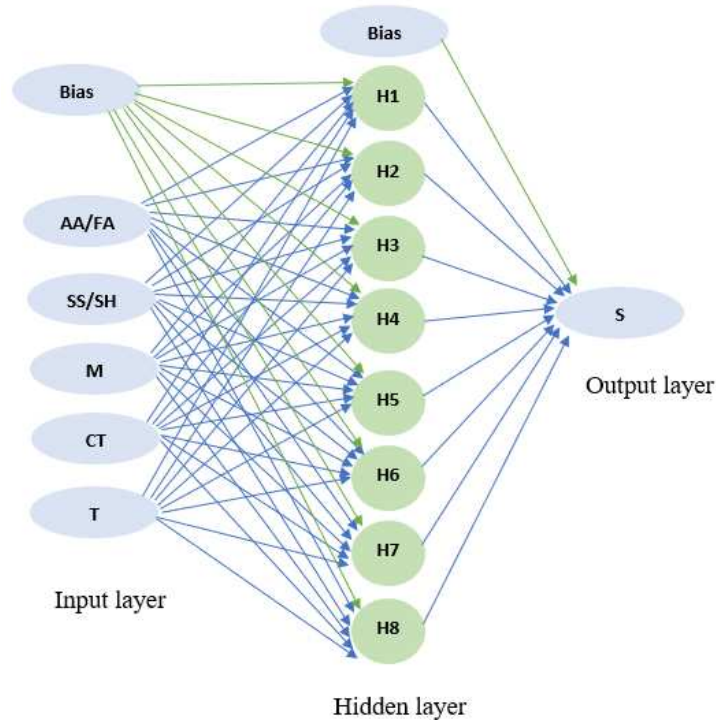 Bias
Bias
AA/FA
SS/SH
M
CT
T
Input layer
H1
H2
H3
H4
H5
H6
H7
H8
Hidden layer
S
Output layer